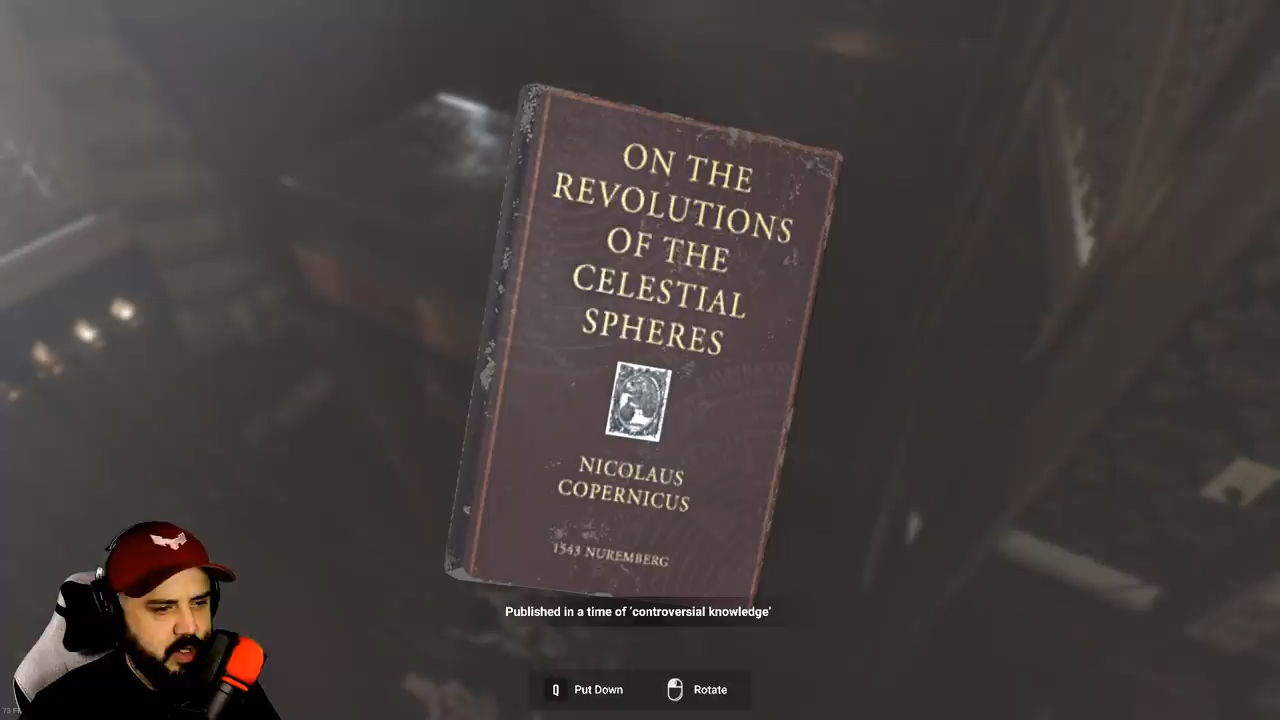 ON THE
REVOLUTIONS
OF THE
CELESTIAL
SPHERES
NICOLAUS
COPERNICUS
1543 NUREMBERG
Published in a time of 'controversial knowledge'
Q Put Down Rotate